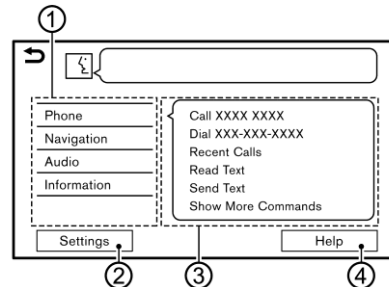 1
Phone
Navigation
Audio
Information
Call XXXX XXXX
Dial XXX-XXX-XXXX
Recent Calls
Read Text
Send Text
Show More Commands
Settings
Help
2
3
4